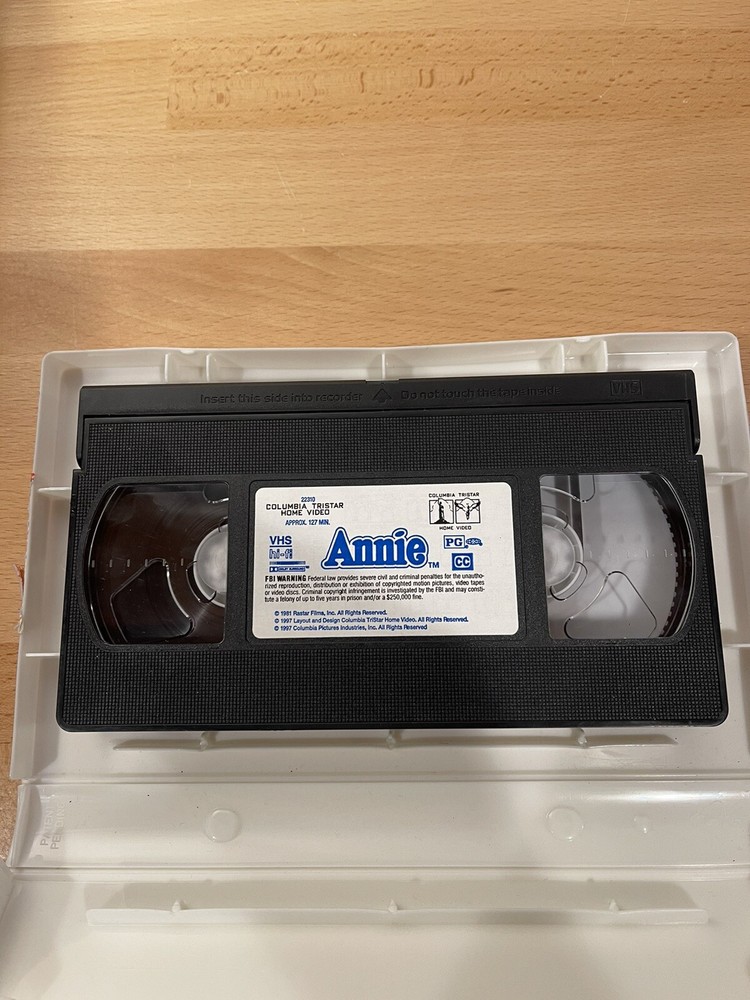 Insert this side into recorder Do not touch the tape inside VHS
22310
COLUMBIA TRISTAR
HOME VIDEO
APPROX. 127 MIN.
COLUMBIA TRISTAR
HOME VIDEO
VHS
hi-fi
DOLBY SURROUND
Annie™
PG
CC
FBI WARNING Federal law provides severe civil and criminal penalties for the unautho-
rized reproduction, distribution or exhibition of copyrighted motion pictures, video tapes
or video discs. Criminal copyright infringement is investigated by the FBI and may consti-
tute a felony of up to five years in prison and/or a $250,000 fine.
© 1981 Rastar Films, Inc. All Rights Reserved.
© 1997 Layout and Design Columbia TriStar Home Video. All Rights Reserved.
© 1997 Columbia Pictures Industries, Inc. All Rights Reserved
PATENT
PENDING